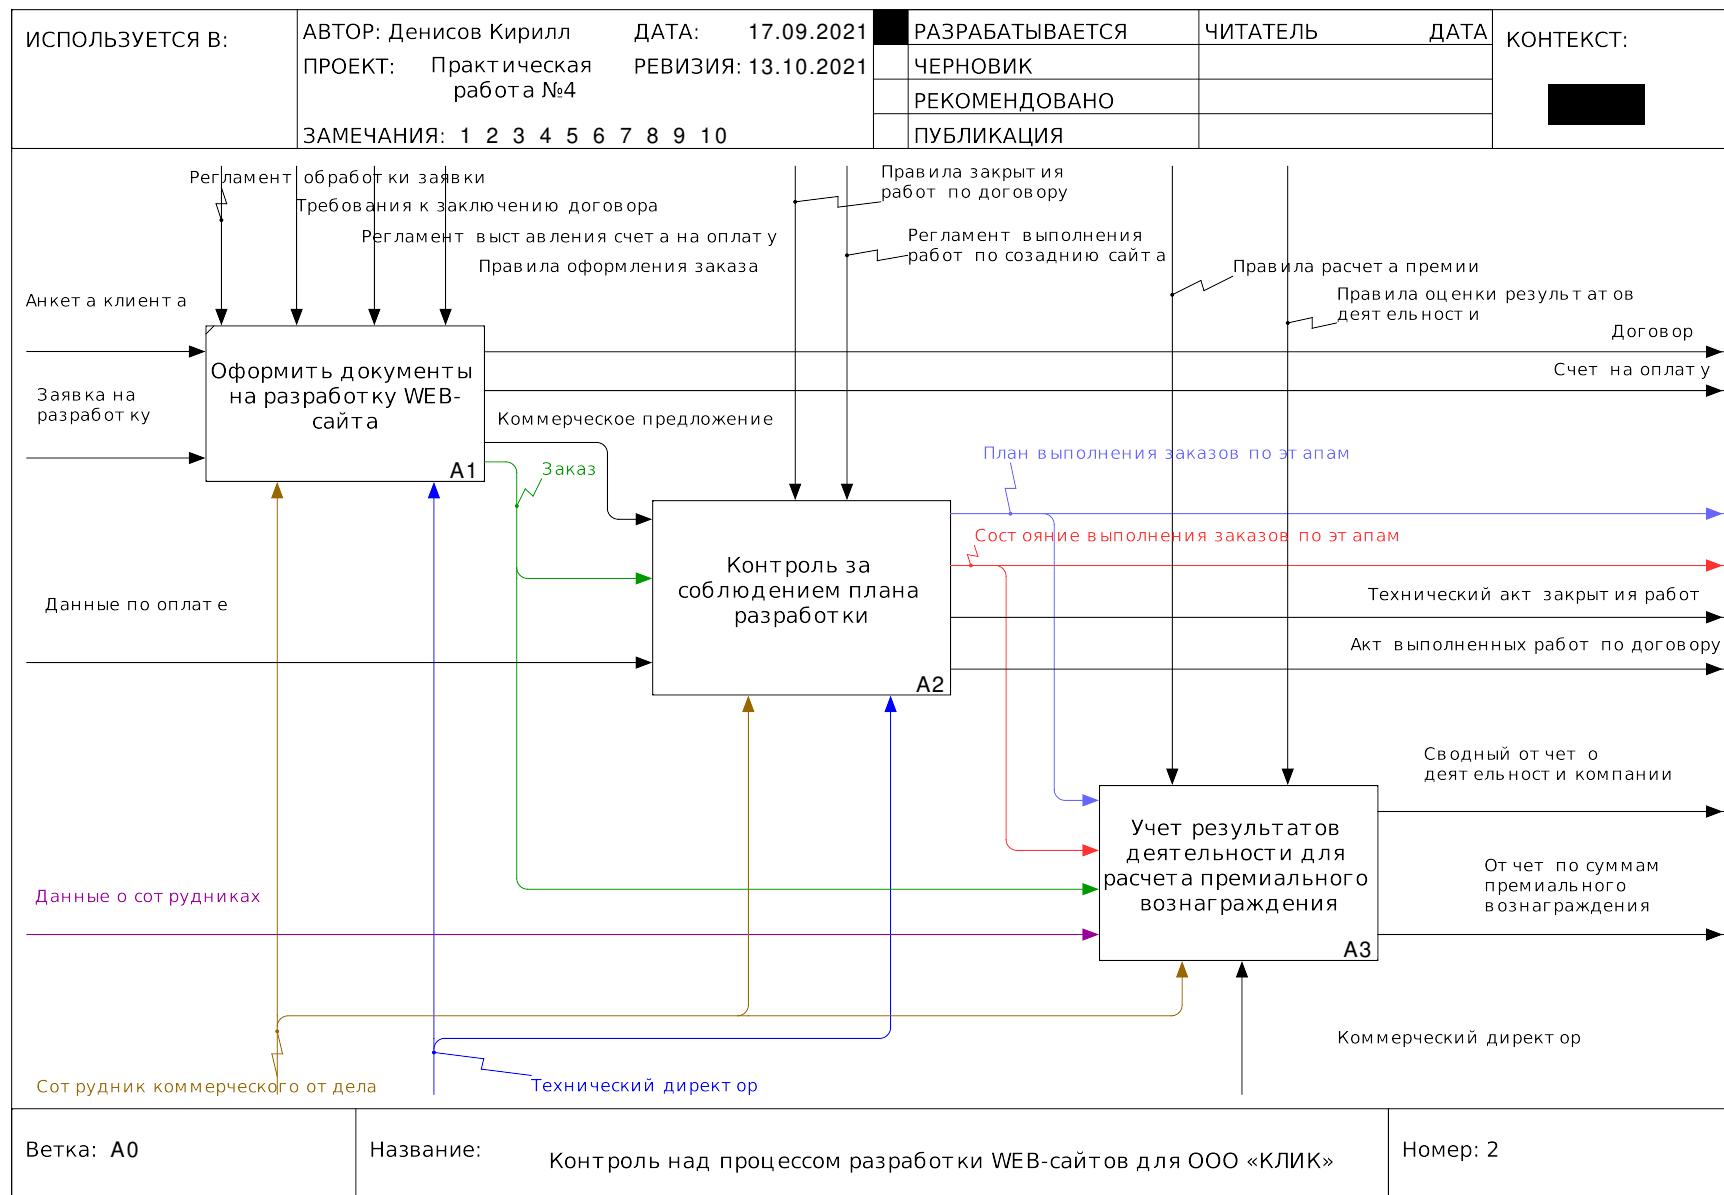 ИСПОЛЬЗУЕТСЯ В:
АВТОР: Денисов Кирилл
ДАТА: 17.09.2021
ПРОЕКТ: Практическая
работа №4
РЕВИЗИЯ: 13.10.2021
ЗАМЕЧАНИЯ: 1 2 3 4 5 6 7 8 9 10
РАЗРАБАТЫВАЕТСЯ
ЧЕРНОВИК
РЕКОМЕНДОВАНО
ПУБЛИКАЦИЯ
ЧИТАТЕЛЬ ДАТА
КОНТЕКСТ:
Регламент обработки заявки
Требования к заключению договора
Регламент выставления счета на оплату
Правила оформления заказа
Правила закрытия
работ по договору
Регламент выполнения
работ по созаднию сайта
Правила расчета премии
Правила оценки результатов
деятельности
Анкета клиента
Заявка на
разработку
Оформить документы
на разработку WEB-
сайта
A1
Договор
Счет на оплату
Коммерческое предложение
Заказ
План выполнения заказов по этапам
Состояние выполнения заказов по этапам
Контроль за
соблюдением плана
разработки
A2
Технический акт закрытия работ
Акт выполненных работ по договору
Данные по оплате
Сводный отчет о
деятельности компании
Учет результатов
деятельности для
расчета премиального
вознаграждения
A3
Отчет по суммам
премиального
вознаграждения
Данные о сотрудниках
Коммерческий директор
Сотрудник коммерческого отдела
Технический директор
Ветка: A0
Название:
Контроль над процессом разработки WEB-сайтов для ООО «КЛИК»
Номер: 2